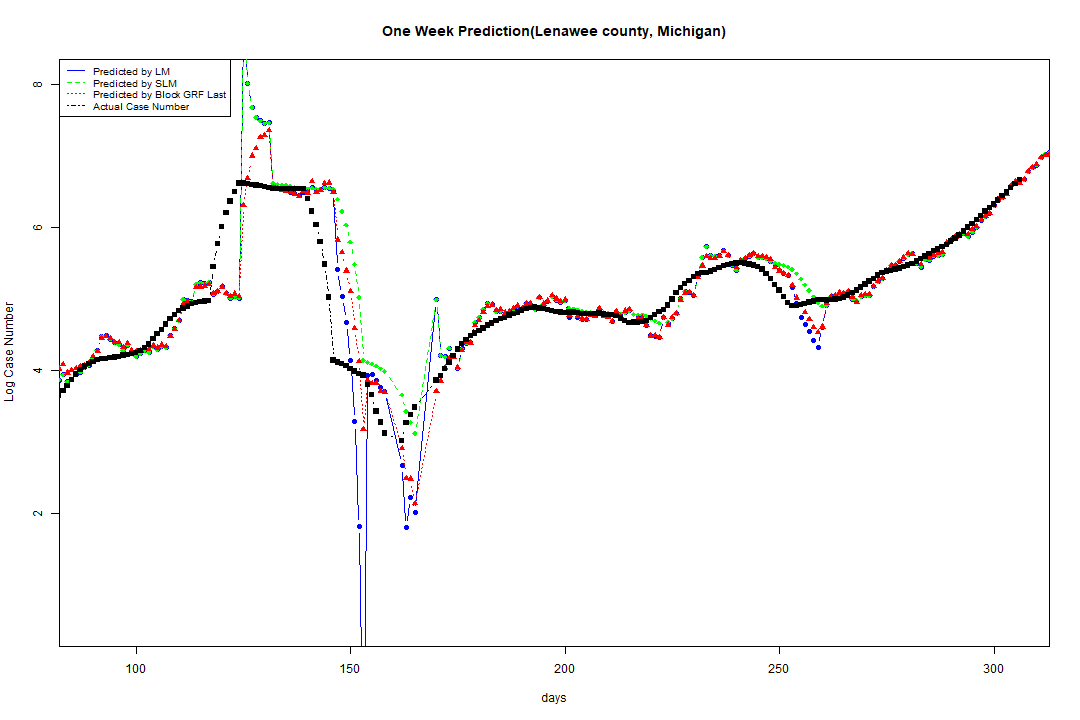 One Week Prediction(Lenawee county, Michigan)
Predicted by LM
Predicted by SLM
Predicted by Block GRF Last
Actual Case Number
Log Case Number
8
6
4
2
100 150 200 250 300
days